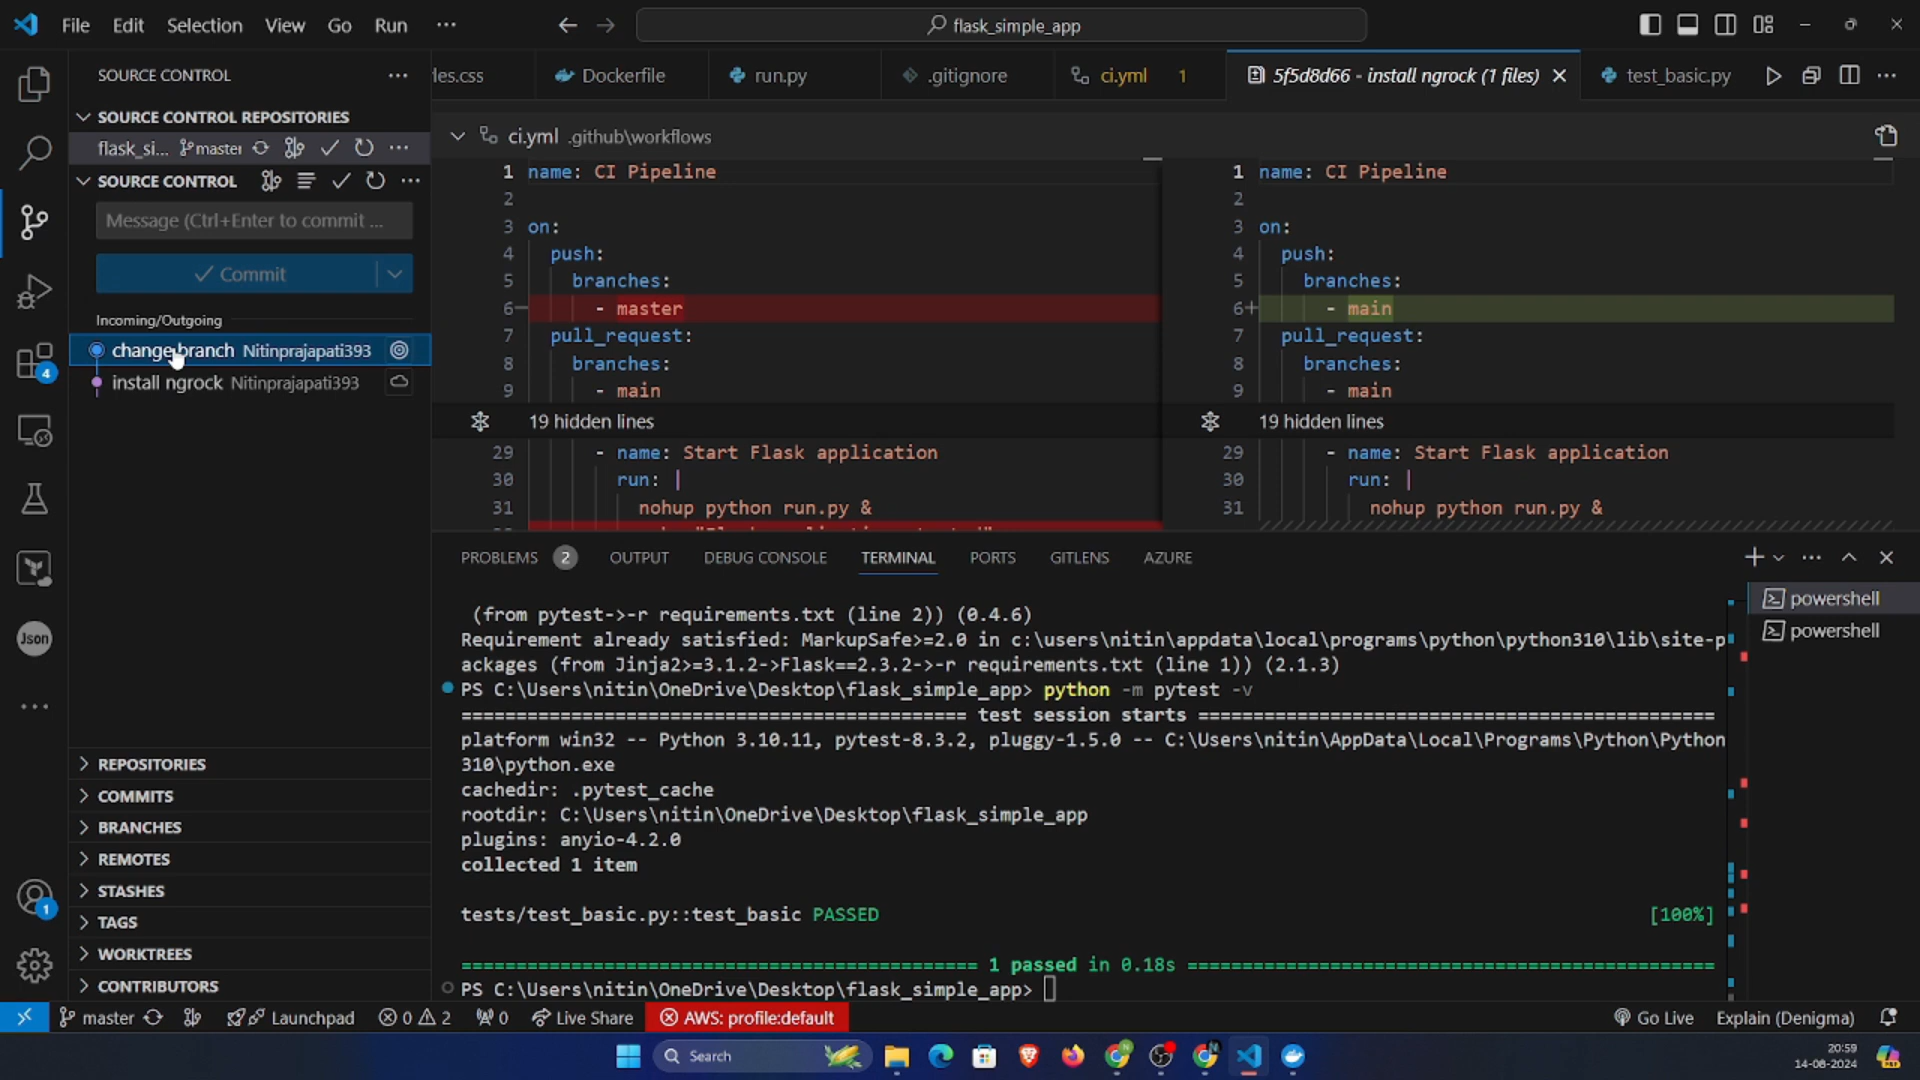 File Edit Selection View Go Run ··· flask_simple_app
SOURCE CONTROL
les.css Dockerfile run.py .gitignore ci.yml 1 5f5d8d66 - install ngrock (1 files) test_basic.py
SOURCE CONTROL REPOSITORIES
flask_si... master
SOURCE CONTROL
Message (Ctrl+Enter to commit ...
Commit
Incoming/Outgoing
change branch Nitinprajapati393
install ngrock Nitinprajapati393
4
Json
1
REPOSITORIES
COMMITS
BRANCHES
REMOTES
STASHES
TAGS
WORKTREES
CONTRIBUTORS
ci.yml .github\workflows
1 name: CI Pipeline
2
3 on:
4 push:
5 branches:
6− - master
7 pull_request:
8 branches:
9 - main
19 hidden lines
29 - name: Start Flask application
30 run: |
31 nohup python run.py &
1 name: CI Pipeline
2
3 on:
4 push:
5 branches:
6+ - main
7 pull_request:
8 branches:
9 - main
19 hidden lines
29 - name: Start Flask application
30 run: |
31 nohup python run.py &
PROBLEMS 2 OUTPUT DEBUG CONSOLE TERMINAL PORTS GITLENS AZURE
powershell
powershell
(from pytest->-r requirements.txt (line 2)) (0.4.6)
Requirement already satisfied: MarkupSafe>=2.0 in c:\users\nitin\appdata\local\programs\python\python310\lib\site-p
ackages (from Jinja2>=3.1.2->Flask==2.3.2->-r requirements.txt (line 1)) (2.1.3)
PS C:\Users\nitin\OneDrive\Desktop\flask_simple_app> python -m pytest -v
============================================== test session starts ===============================================
platform win32 -- Python 3.10.11, pytest-8.3.2, pluggy-1.5.0 -- C:\Users\nitin\AppData\Local\Programs\Python\Python
310\python.exe
cachedir: .pytest_cache
rootdir: C:\Users\nitin\OneDrive\Desktop\flask_simple_app
plugins: anyio-4.2.0
collected 1 item
tests/test_basic.py::test_basic PASSED [100%]
=============================================== 1 passed in 0.18s ================================================
PS C:\Users\nitin\OneDrive\Desktop\flask_simple_app>
master Launchpad 0 2 0 Live Share AWS: profile:default Go Live Explain (Denigma)
Search
20:59
14-08-2024